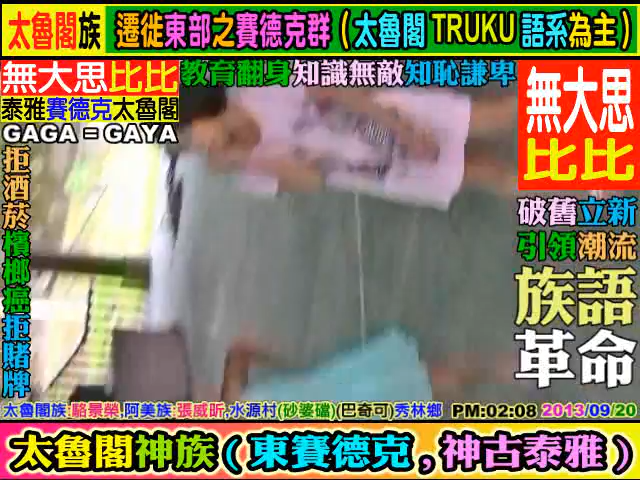 太魯閣族 遷徙東部之賽德克群(太魯閣 TRUKU 語系為主)
無大思比比
教育翻身知識無敵知恥謙卑
泰雅賽德克太魯閣
GAGA = GAYA
無大思
比比
拒酒菸檳榔癌拒賭牌
破舊立新
引領潮流
族語
革命
太魯閣族:駱景榮,阿美族:張威昕,水源村(砂婆礑)(巴奇可)秀林鄉 PM:02:08 2013/09/20
太魯閣神族(東賽德克,神古泰雅)